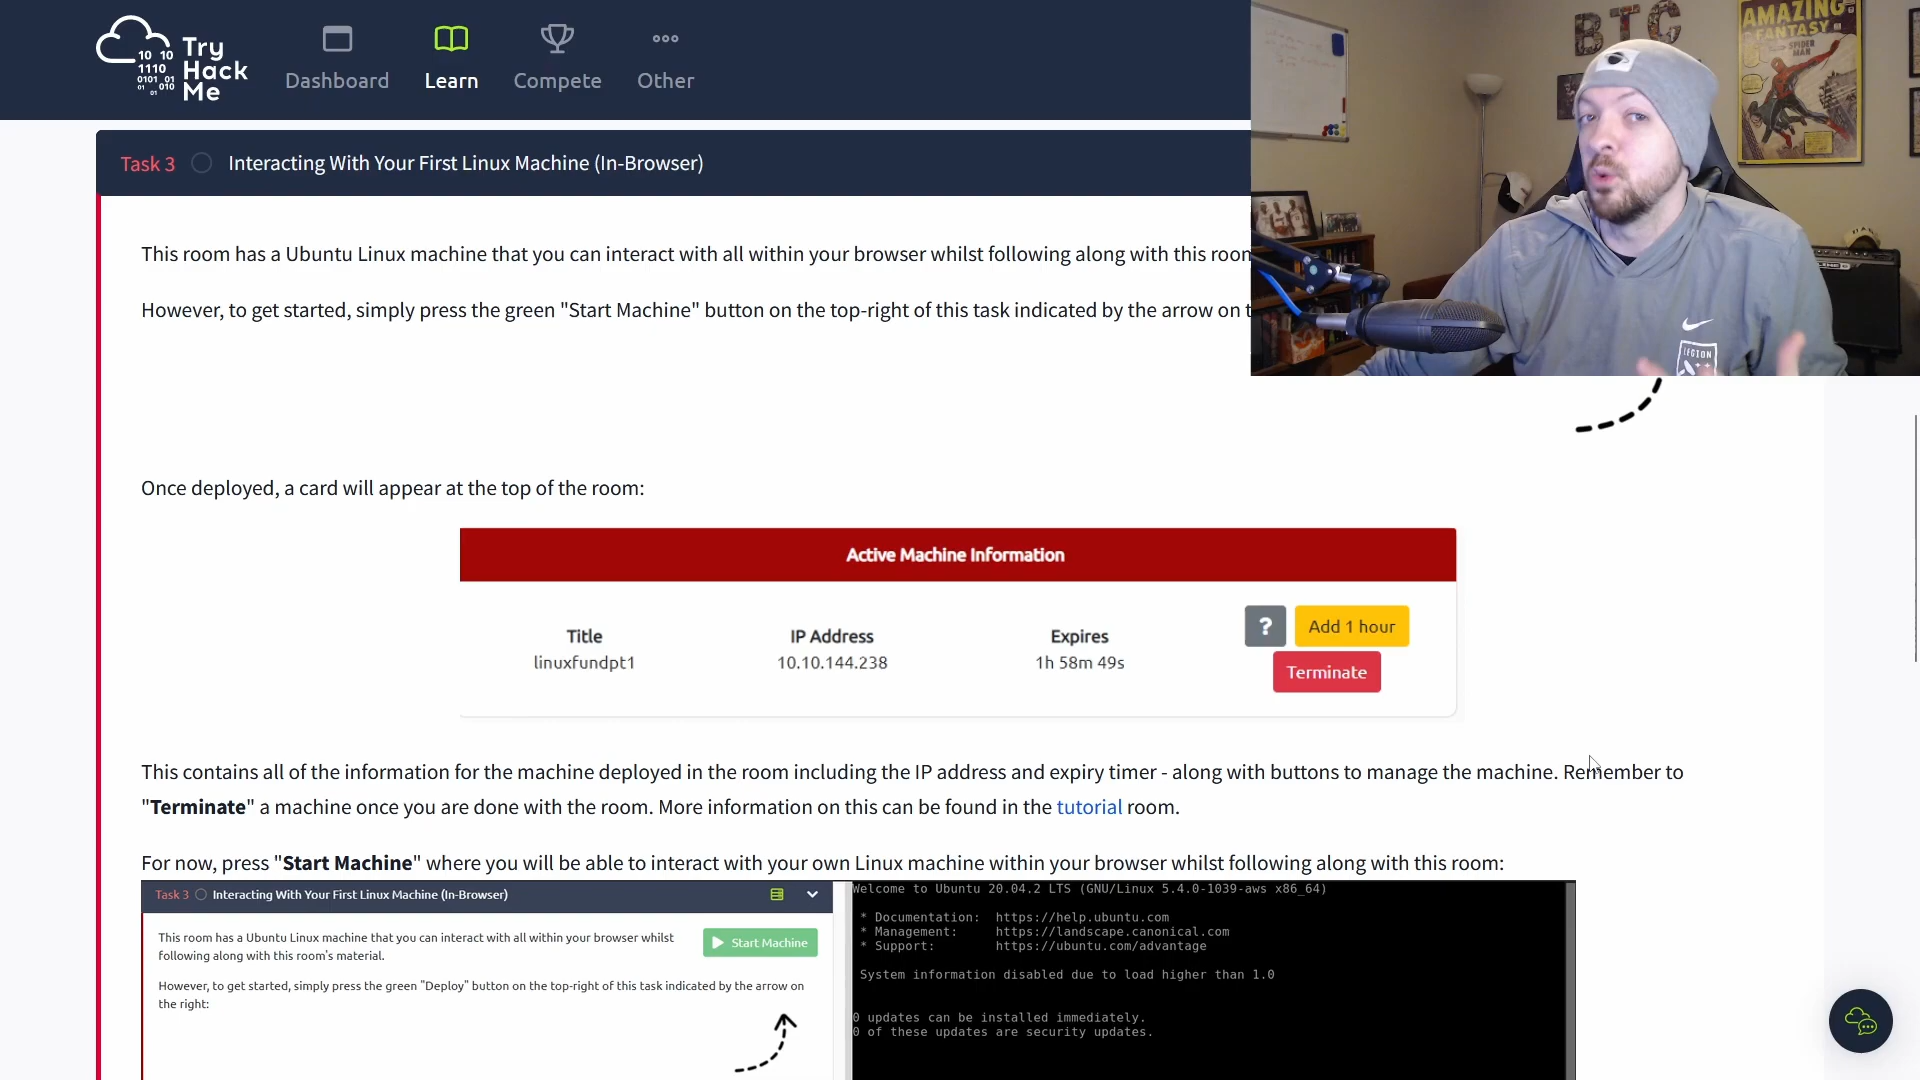 Try
Hack
Me
10 10
1110
0101 01
01 010
01
Dashboard
Learn
Compete
Other
Task 3
Interacting With Your First Linux Machine (In-Browser)
This room has a Ubuntu Linux machine that you can interact with all within your browser whilst following along with this
However, to get started, simply press the green "Start Machine" button on the top-right of this task indicated by the arrow on
BTC
AMAZING
FANTASY
SPIDER
MAN
LEGION
Once deployed, a card will appear at the top of the room:
Active Machine Information
Title
IP Address
Expires
? Add 1 hour
linuxfundpt1
10.10.144.238
1h 58m 49s
Terminate
This contains all of the information for the machine deployed in the room including the IP address and expiry timer - along with buttons to manage the machine. Remember to
"Terminate" a machine once you are done with the room. More information on this can be found in the tutorial room.
For now, press "Start Machine" where you will be able to interact with your own Linux machine within your browser whilst following along with this room:
Task 3 Interacting With Your First Linux Machine (In-Browser)
This room has a Ubuntu Linux machine that you can interact with all within your browser whilst
following along with this room's material.
Start Machine
However, to get started, simply press the green "Deploy" button on the top-right of this task indicated by the arrow on
the right:
Welcome to Ubuntu 20.04.2 LTS (GNU/Linux 5.4.0-1039-aws x86_64)
* Documentation: https://help.ubuntu.com
* Management: https://landscape.canonical.com
* Support: https://ubuntu.com/advantage
System information disabled due to load higher than 1.0
0 updates can be installed immediately.
0 of these updates are security updates.